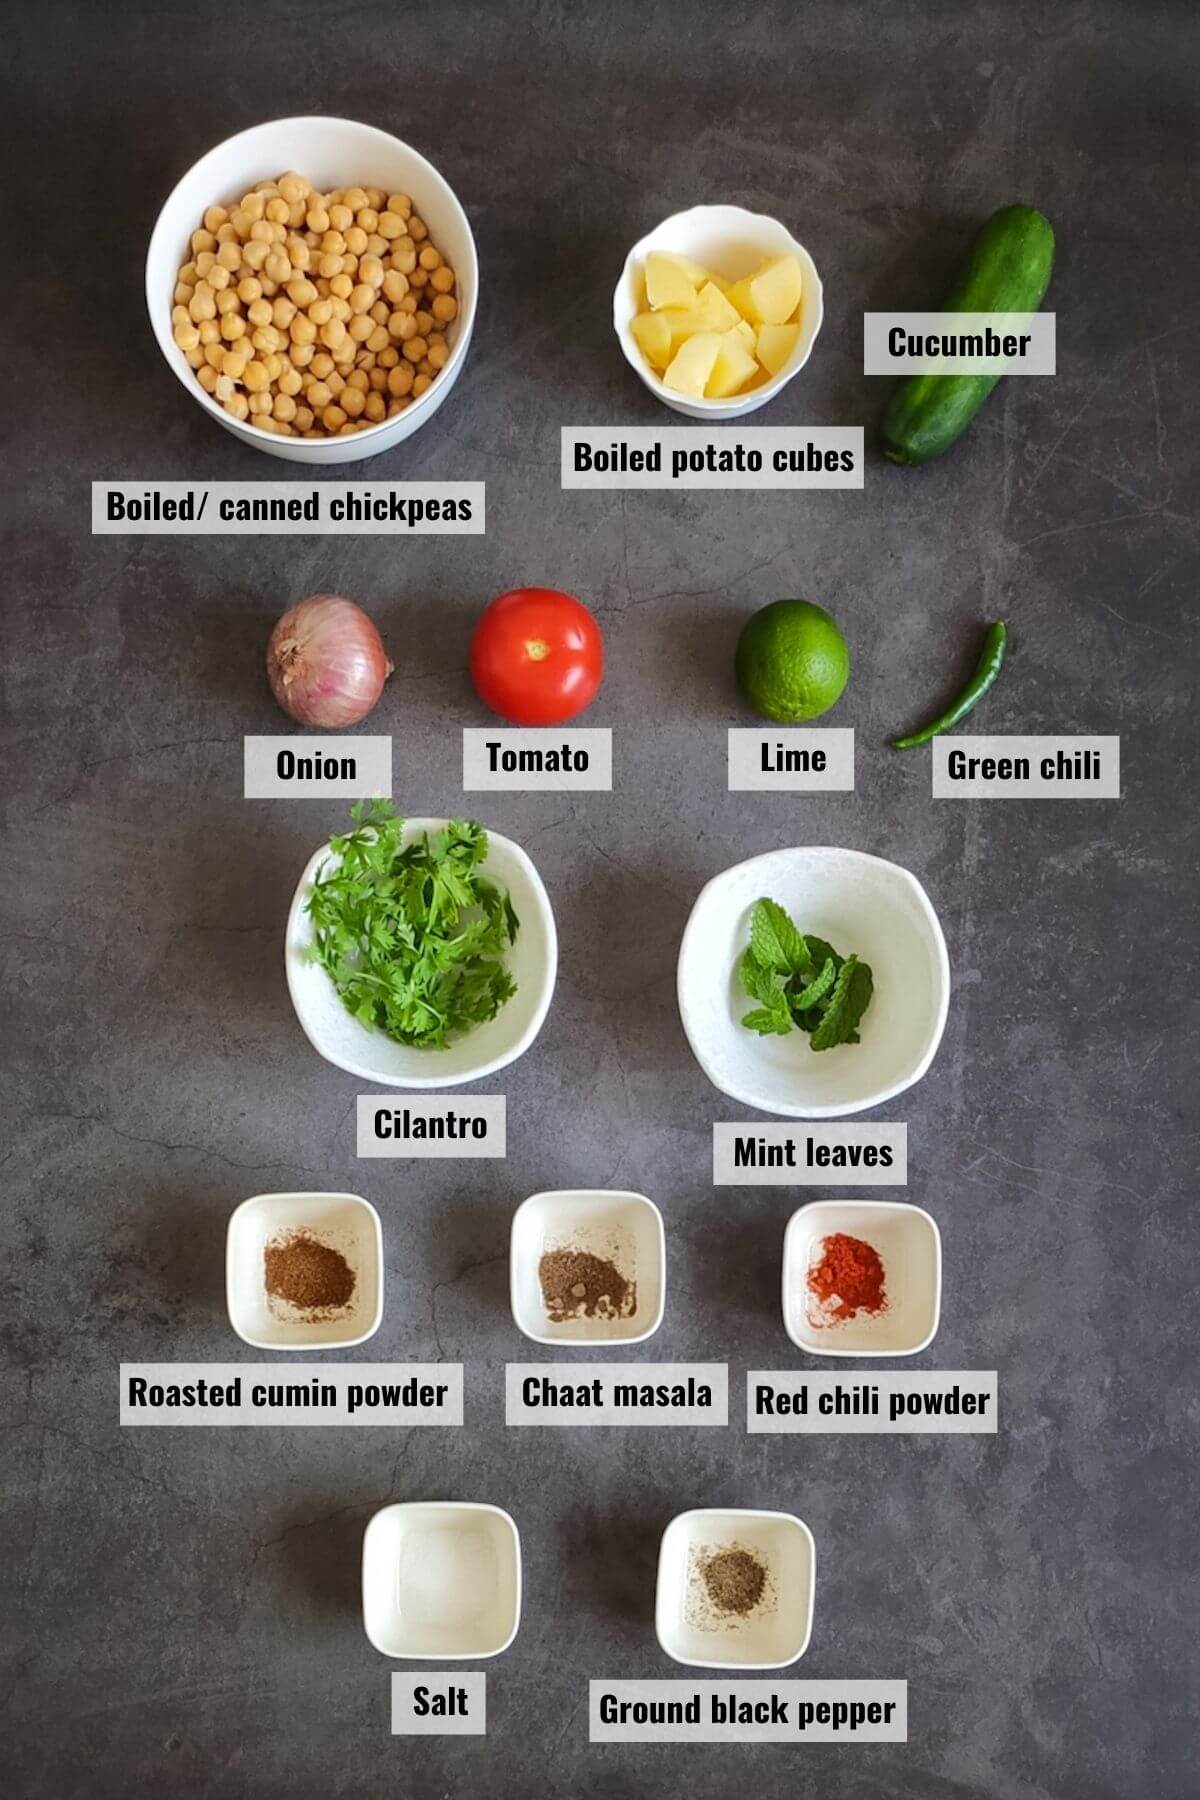 Cucumber
Boiled potato cubes
Boiled/ canned chickpeas
Onion
Tomato
Lime
Green chili
Cilantro
Mint leaves
Roasted cumin powder
Chaat masala
Red chili powder
Salt
Ground black pepper